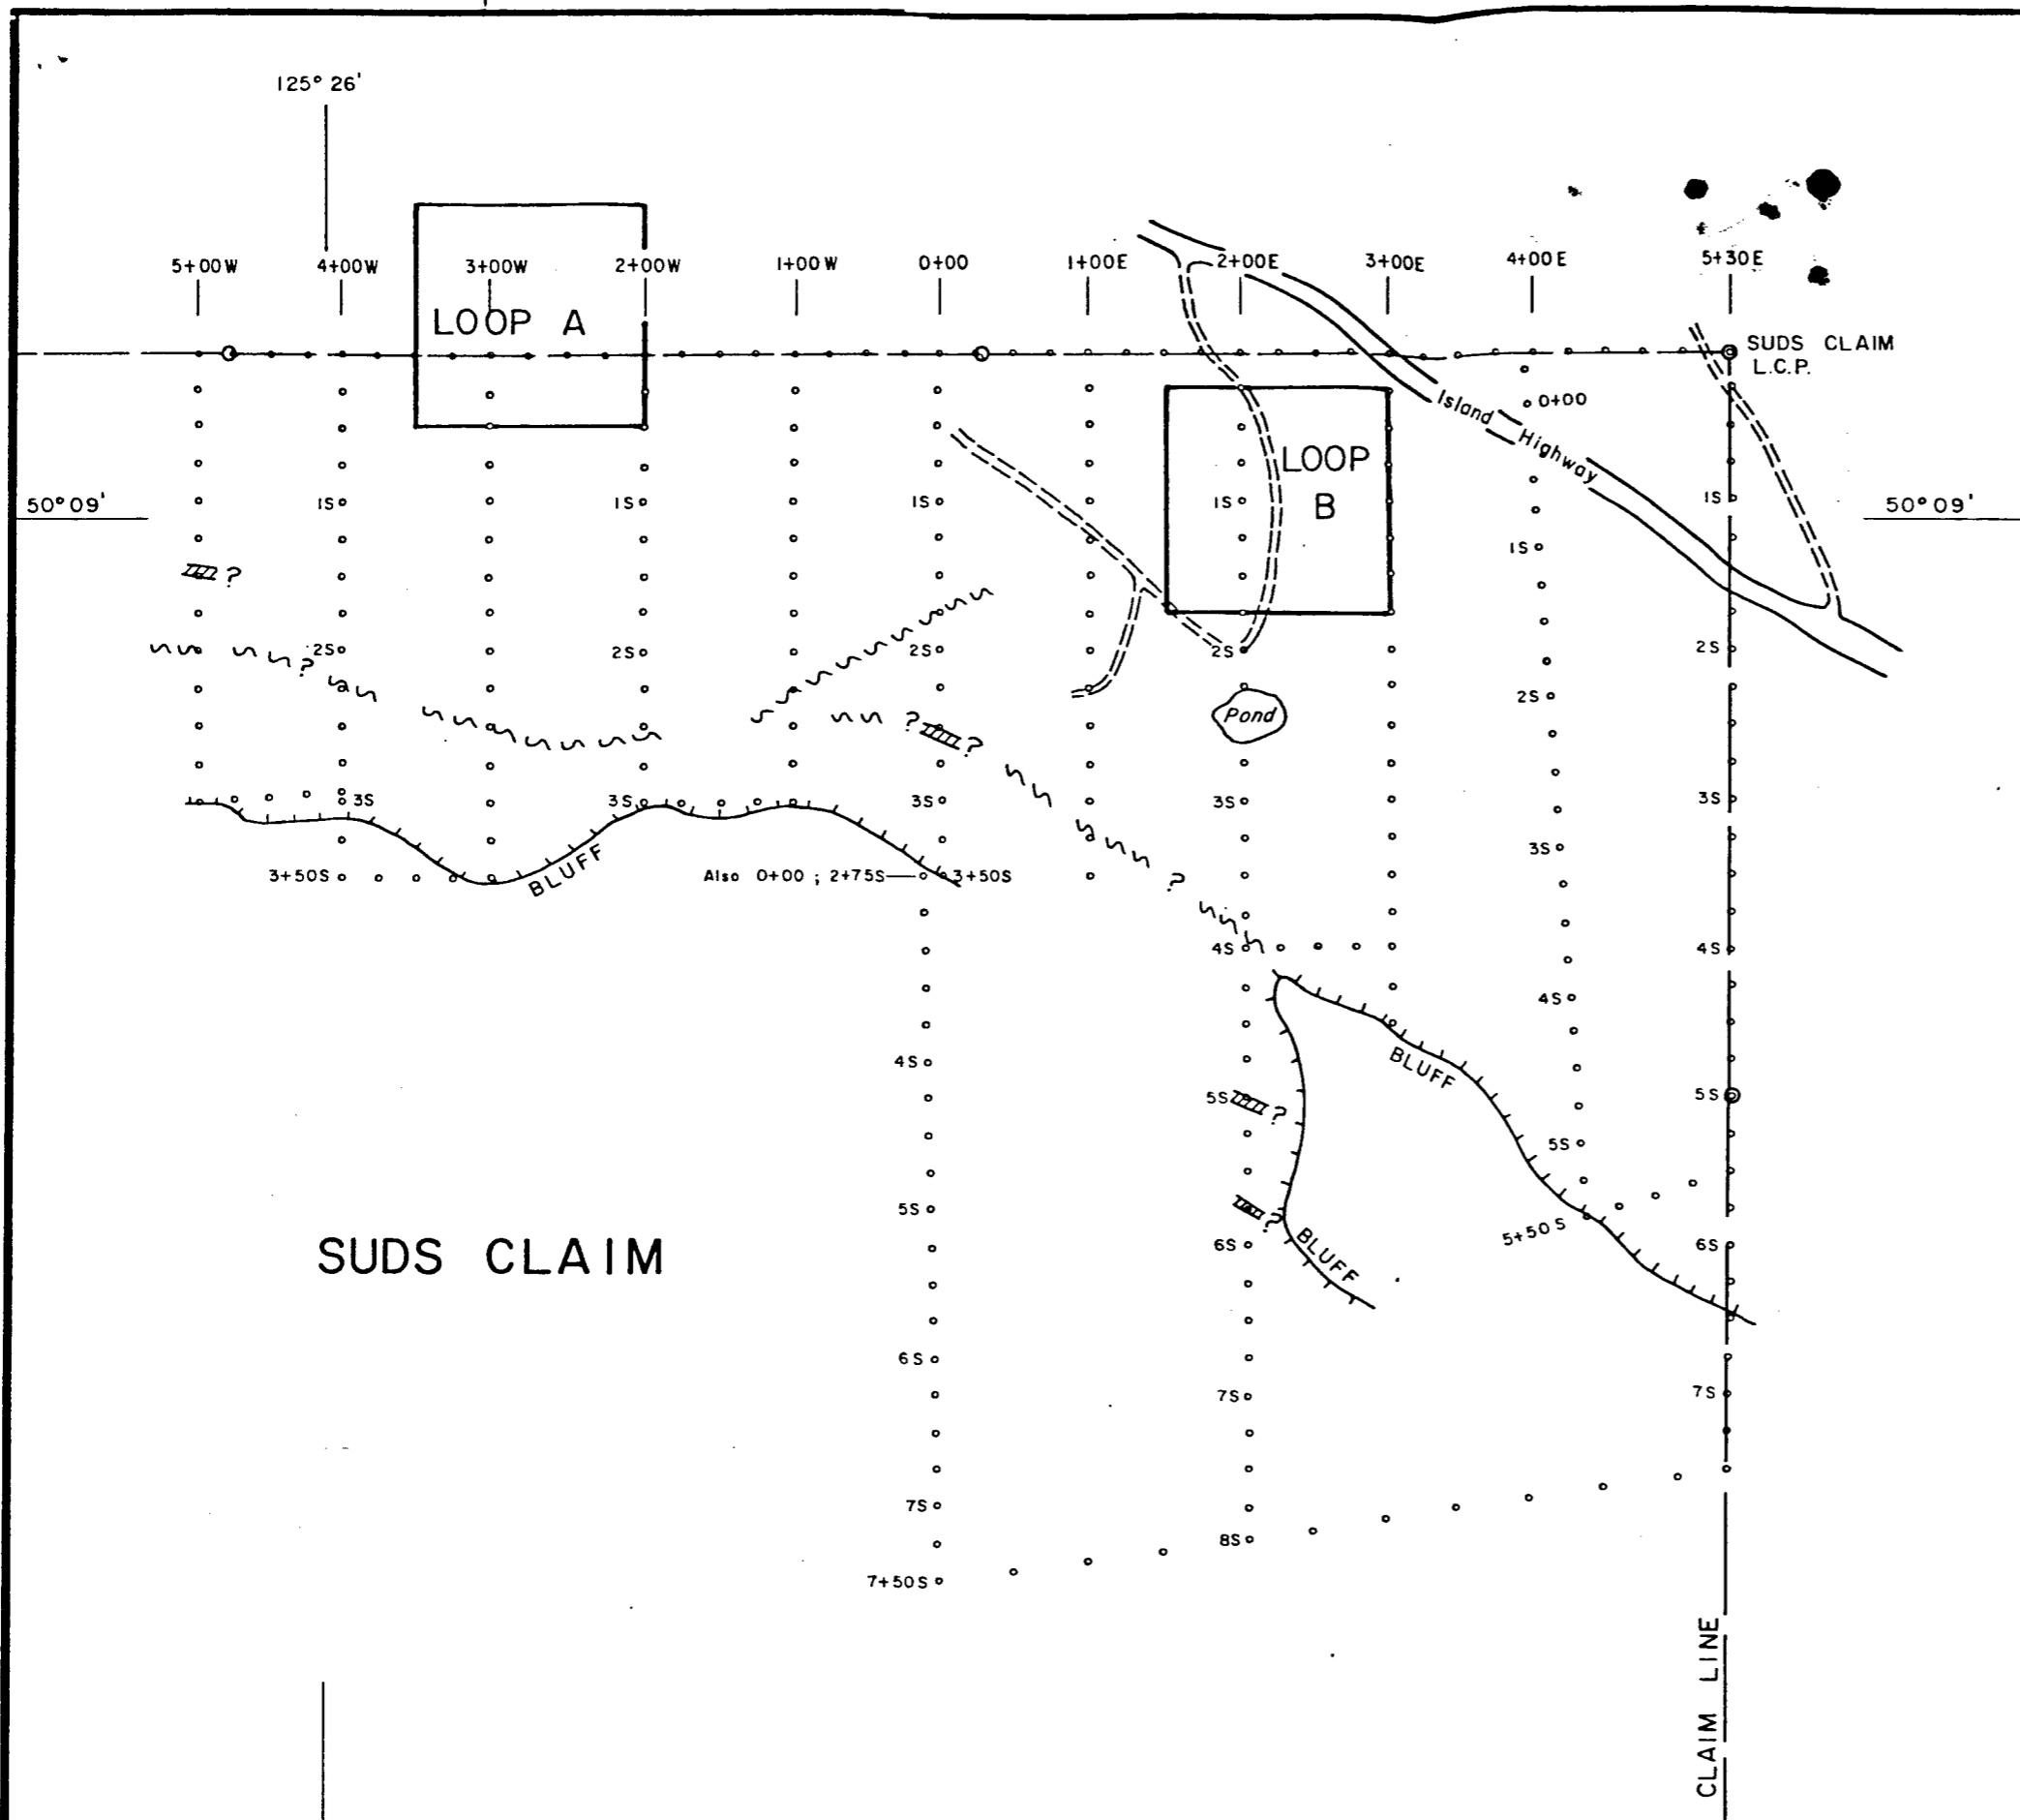 125° 26'
5+00W 4+00W 3+00W 2+00W 1+00W 0+00 1+00E 2+00E 3+00E 4+00E 5+30E
LOOP A
SUDS CLAIM
L.C.P.
Island Highway
0+00
LOOP
B
50° 09'
1S 1S 1S 1S 1S
50° 09'
1S
?
2S 2S 2S 2S 2S
?
2S
Pond
? ?
3S 3S 3S 3S 3S
3S
BLUFF
3+50S
Also 0+00 ; 2+75S 3+50S
?
4S 4S
4S
BLUFF
4S
5S ? 5S
5S
5S
?
5+50S
SUDS CLAIM
6S BLUFF 6S
6S
7S 7S
7S
8S
7+50S
CLAIM LINE